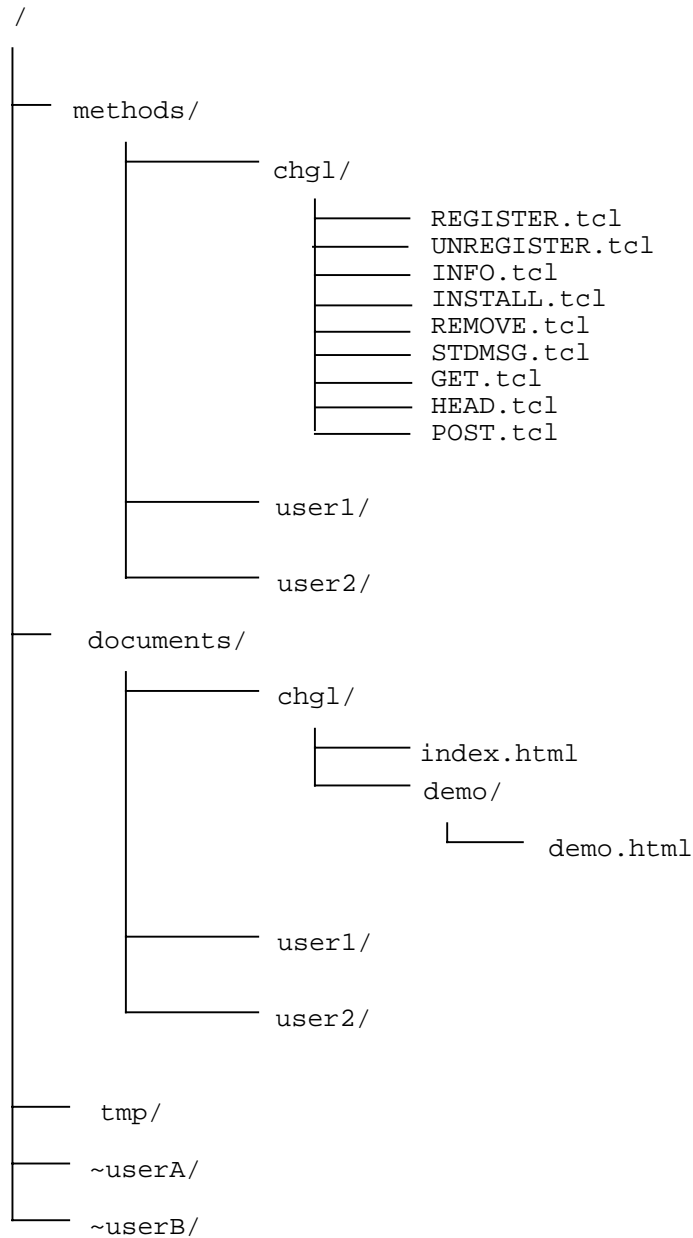 /
methods/
chgl/
REGISTER.tcl
UNREGISTER.tcl
INFO.tcl
INSTALL.tcl
REMOVE.tcl
STDMSG.tcl
GET.tcl
HEAD.tcl
POST.tcl
user1/
user2/
documents/
chgl/
index.html
demo/
demo.html
user1/
user2/
tmp/
~userA/
~userB/